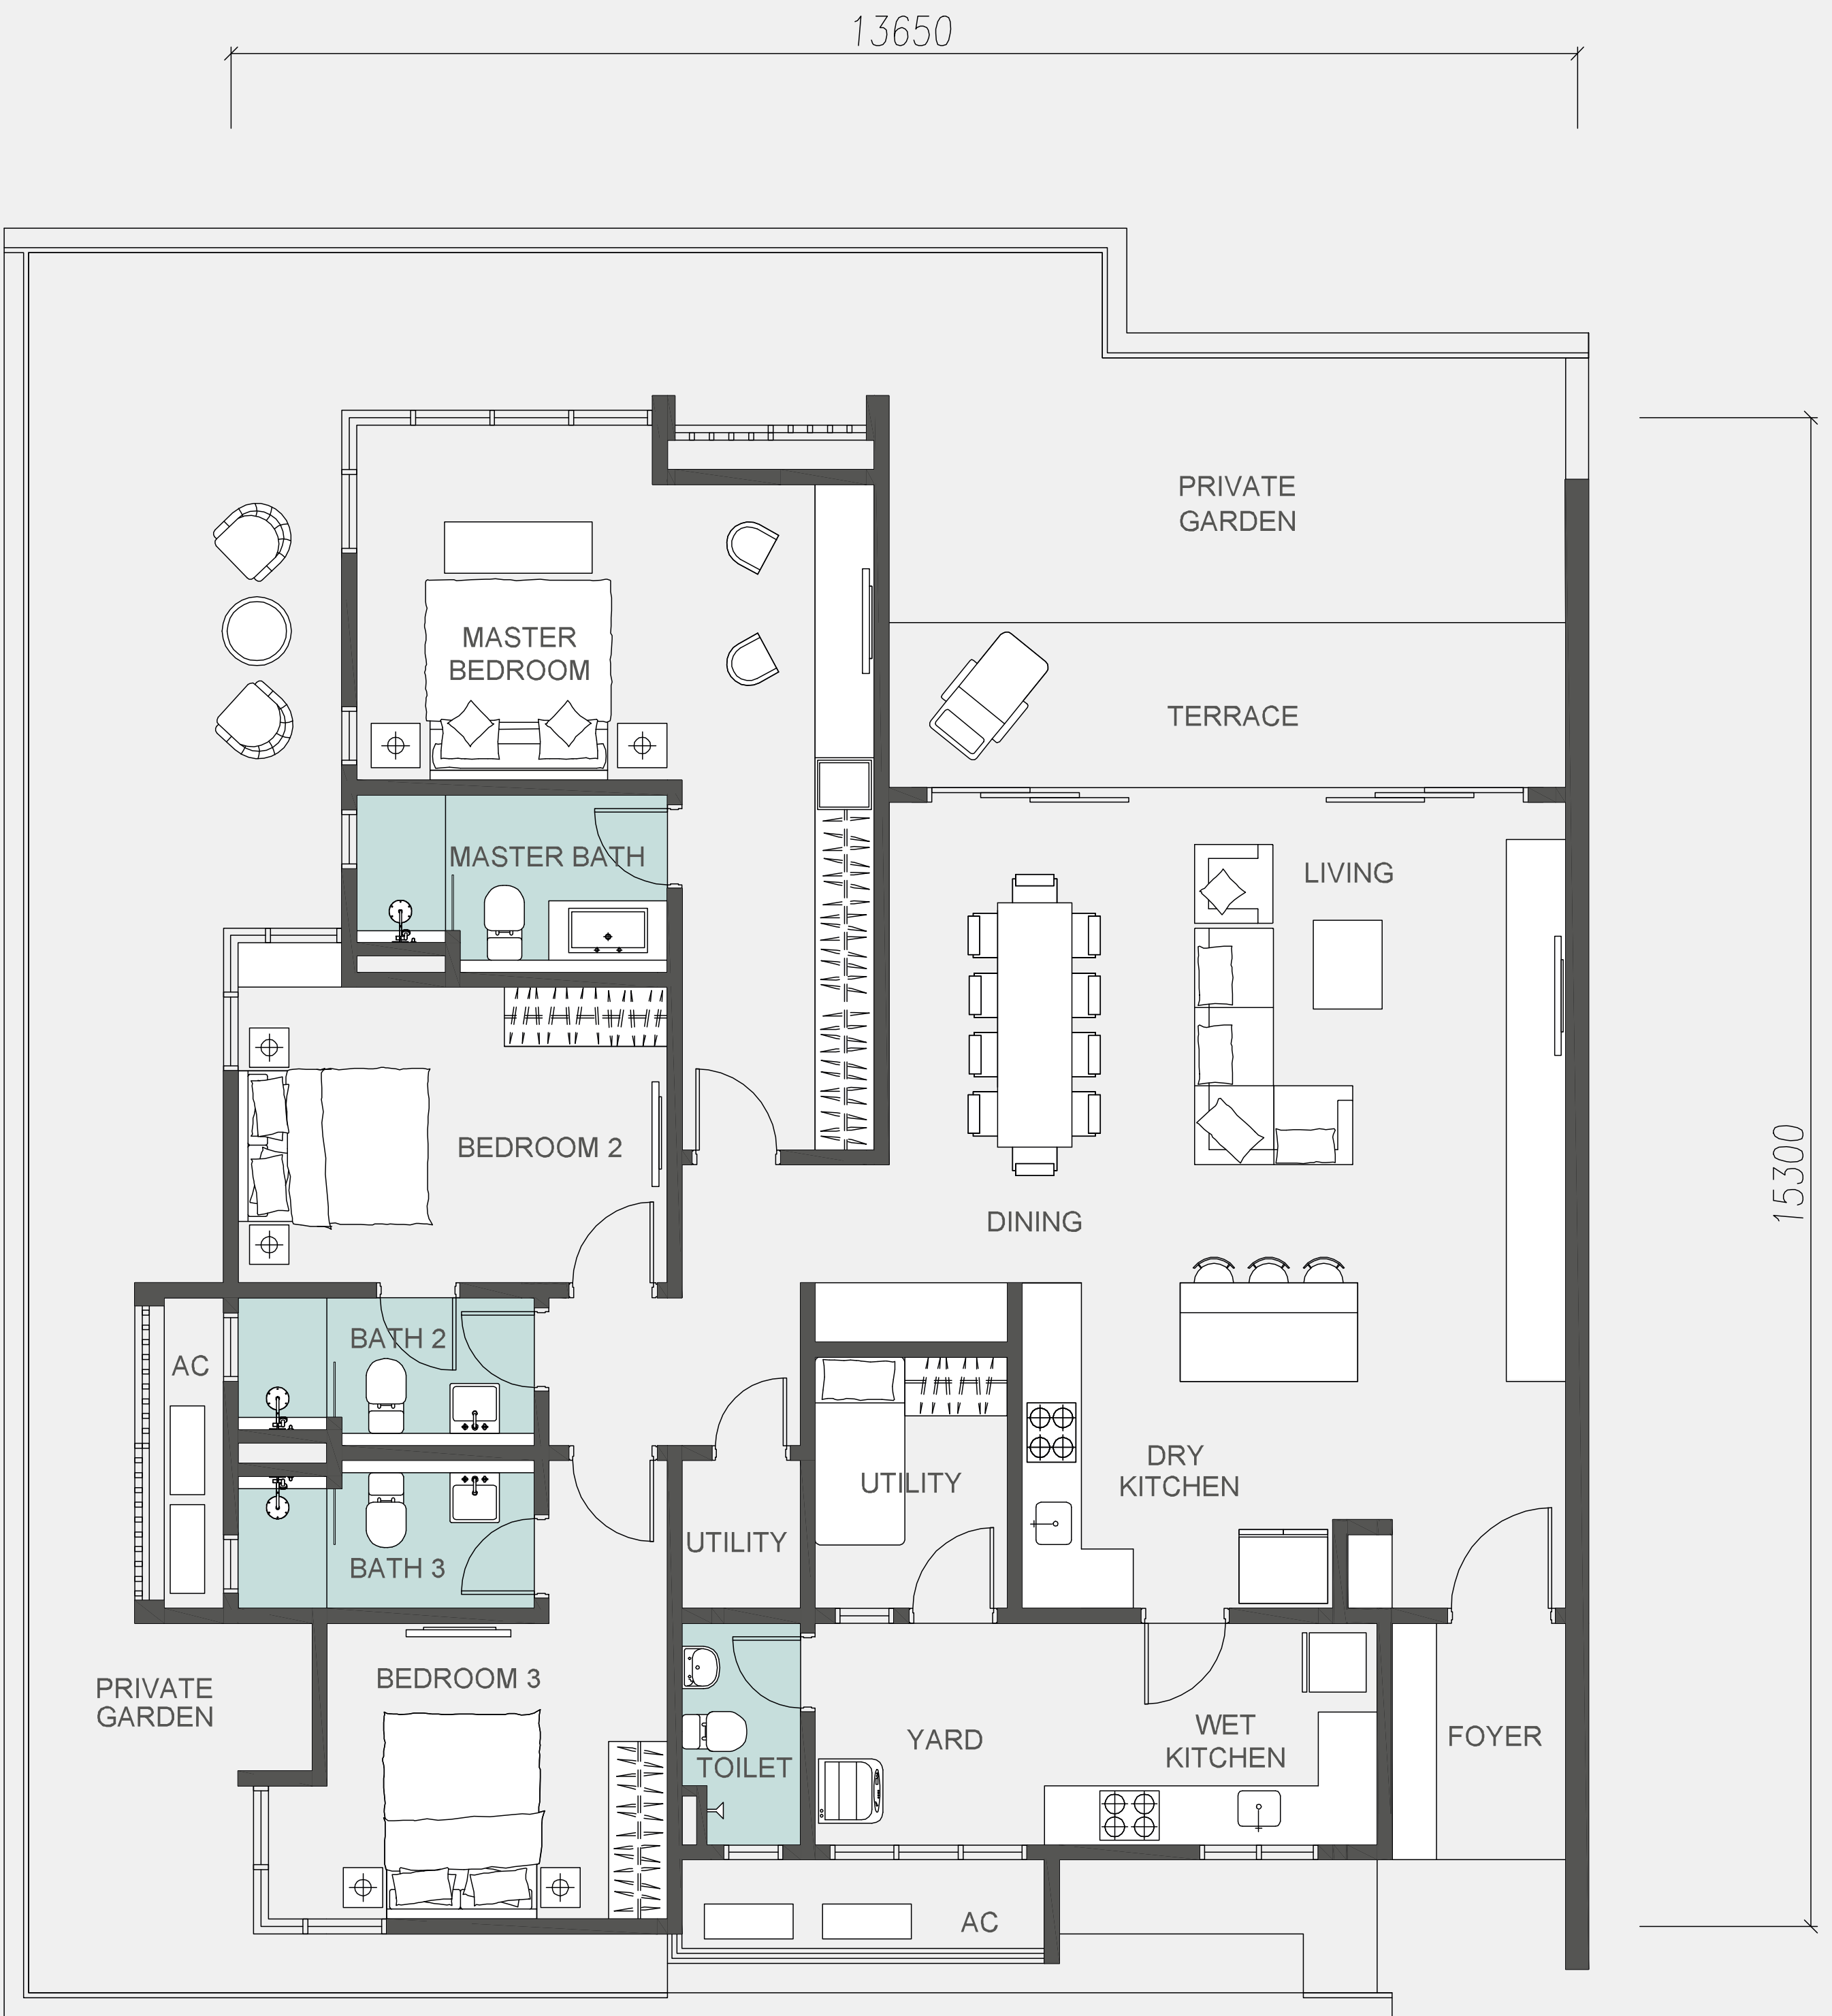 13650
PRIVATE
GARDEN
MASTER
BEDROOM
TERRACE
MASTER BATH
LIVING
BEDROOM 2
15300
DINING
BATH 2
AC
DRY
KITCHEN
UTILITY
UTILITY
BATH 3
BEDROOM 3
PRIVATE
GARDEN
WET
KITCHEN
FOYER
YARD
TOILET
AC